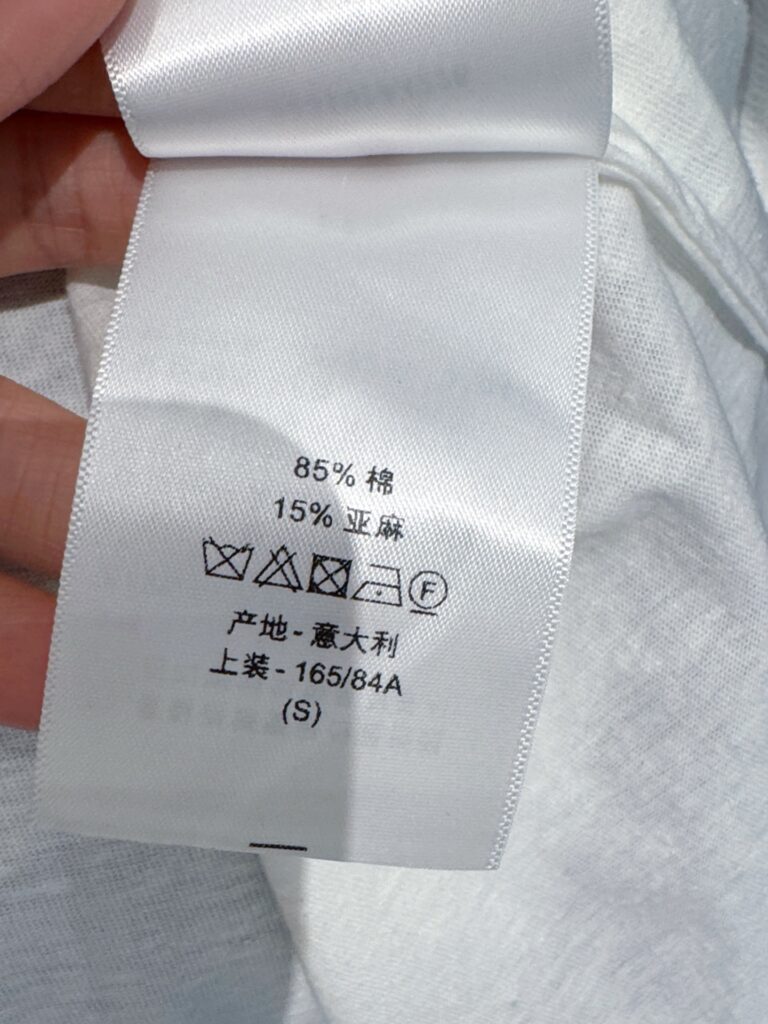 85% 棉
15% 亚麻
F
产地 - 意大利
上装 - 165/84A
(S)